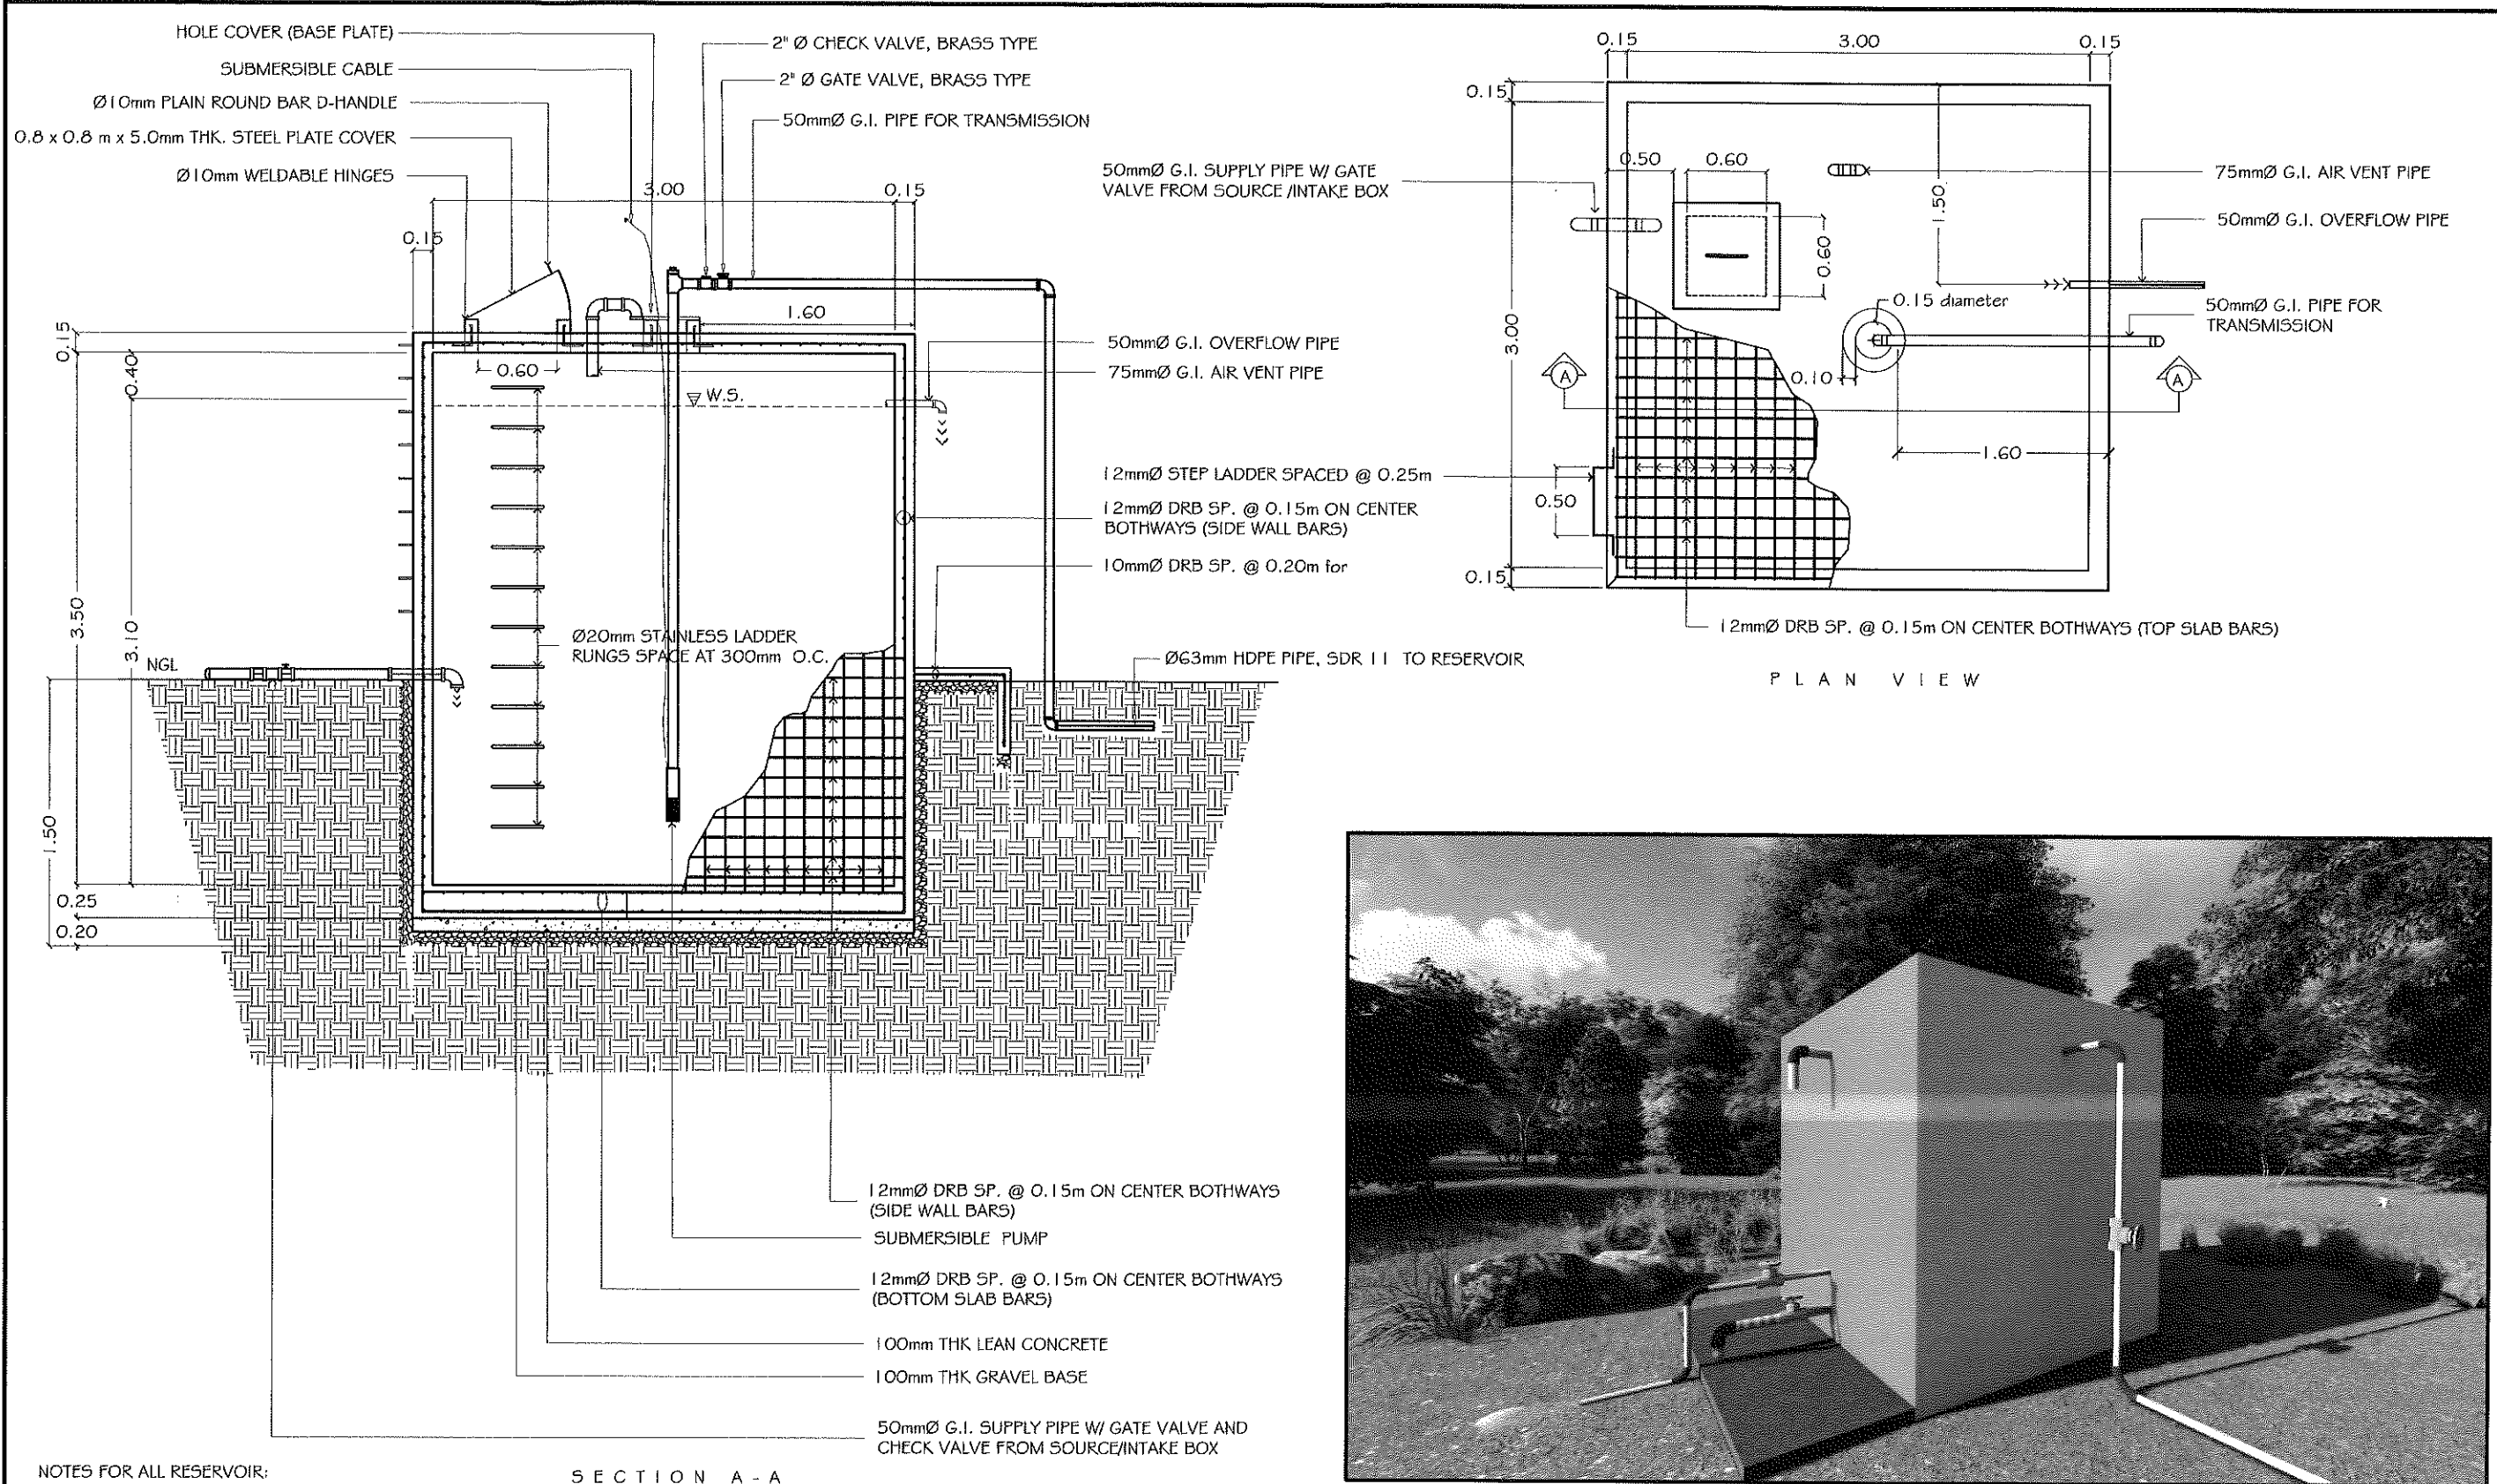 HOLE COVER (BASE PLATE)
SUBMERSIBLE CABLE
Ø10mm PLAIN ROUND BAR D-HANDLE
0.8 x 0.8 m x 5.0mm THK. STEEL PLATE COVER
Ø10mm WELDABLE HINGES
2" Ø CHECK VALVE, BRASS TYPE
2" Ø GATE VALVE, BRASS TYPE
50mmØ G.I. PIPE FOR TRANSMISSION
3.00
0.15
0.15
1.60
0.15
0.40
0.60
50mmØ G.I. OVERFLOW PIPE
75mmØ G.I. AIR VENT PIPE
W.S.
12mmØ STEP LADDER SPACED @ 0.25m
12mmØ DRB SP. @ 0.15m ON CENTER
BOTHWAYS (SIDE WALL BARS)
10mmØ DRB SP. @ 0.20m for
3.50
3.10
NGL
Ø20mm STAINLESS LADDER
RUNGS SPACE AT 300mm O.C.
Ø63mm HDPE PIPE, SDR 11 TO RESERVOIR
1.50
0.25
0.20
12mmØ DRB SP. @ 0.15m ON CENTER BOTHWAYS
(SIDE WALL BARS)
SUBMERSIBLE PUMP
12mmØ DRB SP. @ 0.15m ON CENTER BOTHWAYS
(BOTTOM SLAB BARS)
100mm THK LEAN CONCRETE
100mm THK GRAVEL BASE
50mmØ G.I. SUPPLY PIPE W/ GATE VALVE AND
CHECK VALVE FROM SOURCE/INTAKE BOX
NOTES FOR ALL RESERVOIR:
SECTION A-A
0.15
3.00
0.15
0.15
50mmØ G.I. SUPPLY PIPE W/ GATE
VALVE FROM SOURCE/INTAKE BOX
0.50
0.60
75mmØ G.I. AIR VENT PIPE
1.50
50mmØ G.I. OVERFLOW PIPE
0.60
0.15 diameter
50mmØ G.I. PIPE FOR
TRANSMISSION
3.00
A
0.10
A
1.60
0.50
0.15
12mmØ DRB SP. @ 0.15m ON CENTER BOTHWAYS (TOP SLAB BARS)
PLAN VIEW